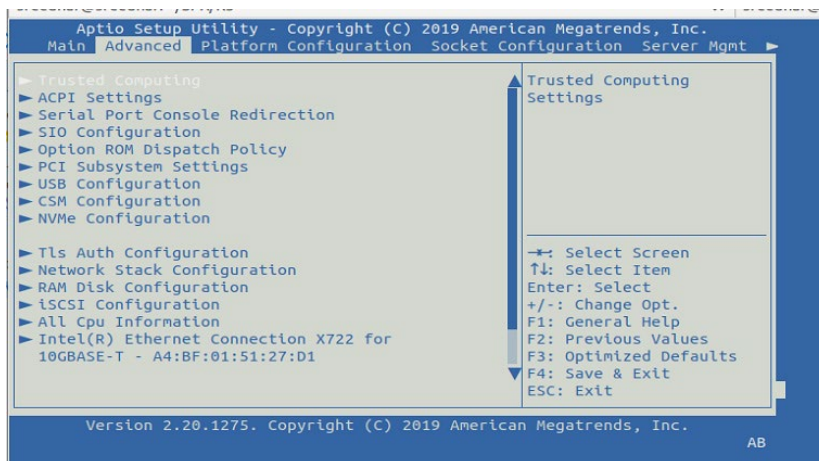 Aptio Setup Utility - Copyright (C) 2019 American Megatrends, Inc.
Main Advanced Platform Configuration Socket Configuration Server Mgmt ►
► Trusted Computing
► ACPI Settings
► Serial Port Console Redirection
► SIO Configuration
► Option ROM Dispatch Policy
► PCI Subsystem Settings
► USB Configuration
► CSM Configuration
► NVMe Configuration
► Tls Auth Configuration
► Network Stack Configuration
► RAM Disk Configuration
► iSCSI Configuration
► All Cpu Information
► Intel(R) Ethernet Connection X722 for
10GBASE-T - A4:BF:01:51:27:D1
Trusted Computing
Settings
→←: Select Screen
↑↓: Select Item
Enter: Select
+/-: Change Opt.
F1: General Help
F2: Previous Values
F3: Optimized Defaults
F4: Save & Exit
ESC: Exit
Version 2.20.1275. Copyright (C) 2019 American Megatrends, Inc.
AB